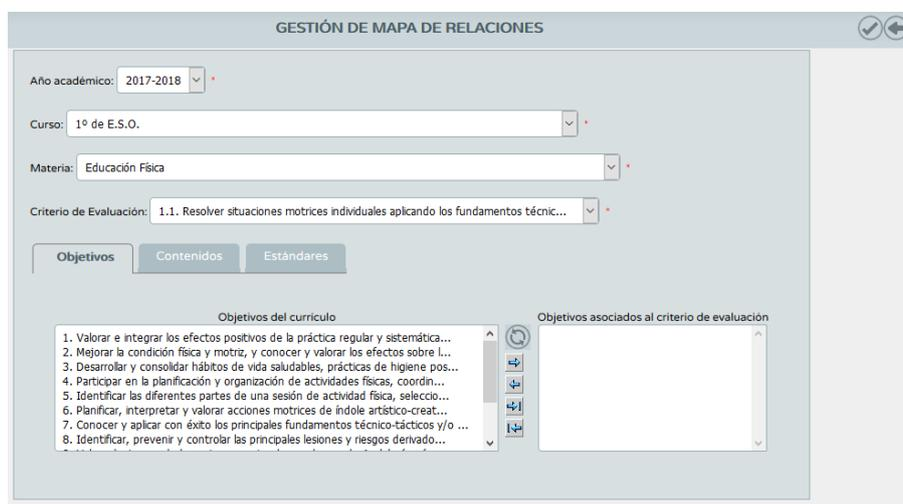 GESTIÓN DE MAPA DE RELACIONES
Año académico: 2017-2018 *
Curso: 1º de E.S.O. *
Materia: Educación Física *
Criterio de Evaluación: 1.1. Resolver situaciones motrices individuales aplicando los fundamentos técnic... *
Objetivos Contenidos Estándares
Objetivos del currículo
Objetivos asociados al criterio de evaluación
1. Valorar e integrar los efectos positivos de la práctica regular y sistemática...
2. Mejorar la condición física y motriz, y conocer y valorar los efectos sobre l...
3. Desarrollar y consolidar hábitos de vida saludables, prácticas de higiene pos...
4. Participar en la planificación y organización de actividades físicas, coordin...
5. Identificar las diferentes partes de una sesión de actividad física, seleccio...
6. Planificar, interpretar y valorar acciones motrices de índole artístico-creat...
7. Conocer y aplicar con éxito los principales fundamentos técnico-tácticos y/o ...
8. Identificar, prevenir y controlar las principales lesiones y riesgos derivado...